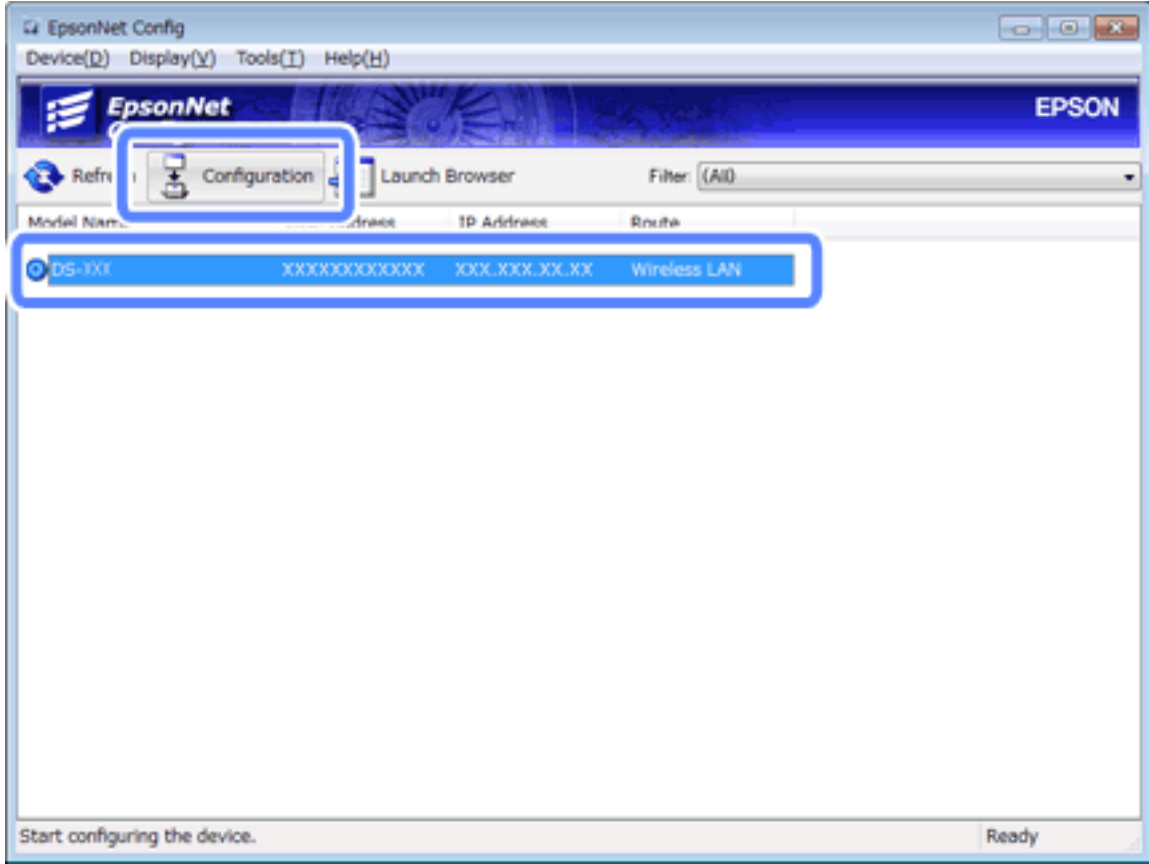 EpsonNet Config
Device(D) Display(V) Tools(T) Help(H)
EpsonNet EPSON
Configuration Launch Browser Filter: (All)
Model IP Address Route
DS-XXX XXXXXXXXXXXX XXX.XXX.XX.XX Wireless LAN
Start configuring the device. Ready